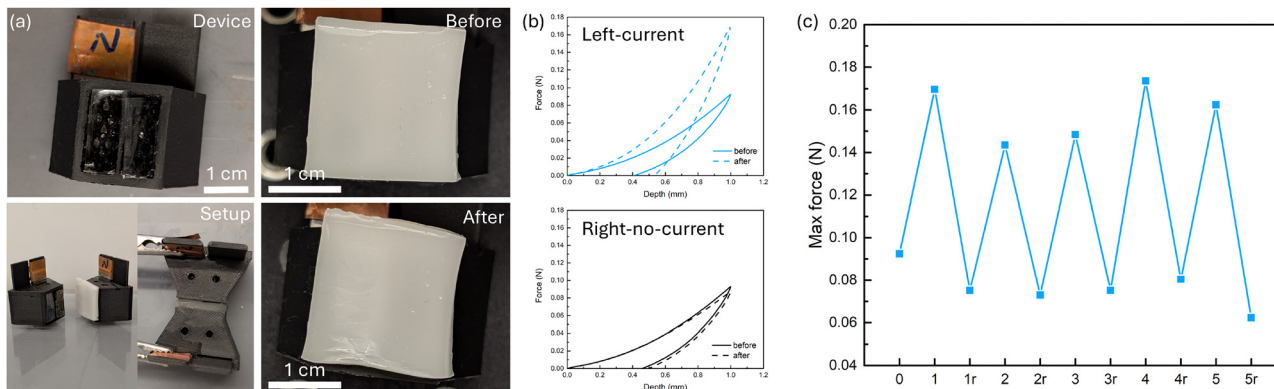 (a)
Device
N
1 cm
Before
1 cm
Setup
N
After
1 cm
(b)
0.18
0.16
0.14
0.12
0.10
0.08
0.06
0.04
0.02
0.00
Force (N)
Left-current
before
after
0.0 0.2 0.4 0.6 0.8 1.0 1.2
Depth (mm)
0.18
0.16
0.14
0.12
0.10
0.08
0.06
0.04
0.02
0.00
Force (N)
Right-no-current
before
after
0.0 0.2 0.4 0.6 0.8 1.0 1.2
Depth (mm)
(c)
0.20
0.18
0.16
0.14
0.12
0.10
0.08
0.06
0.04
Max force (N)
0 1 1r 2 2r 3 3r 4 4r 5 5r